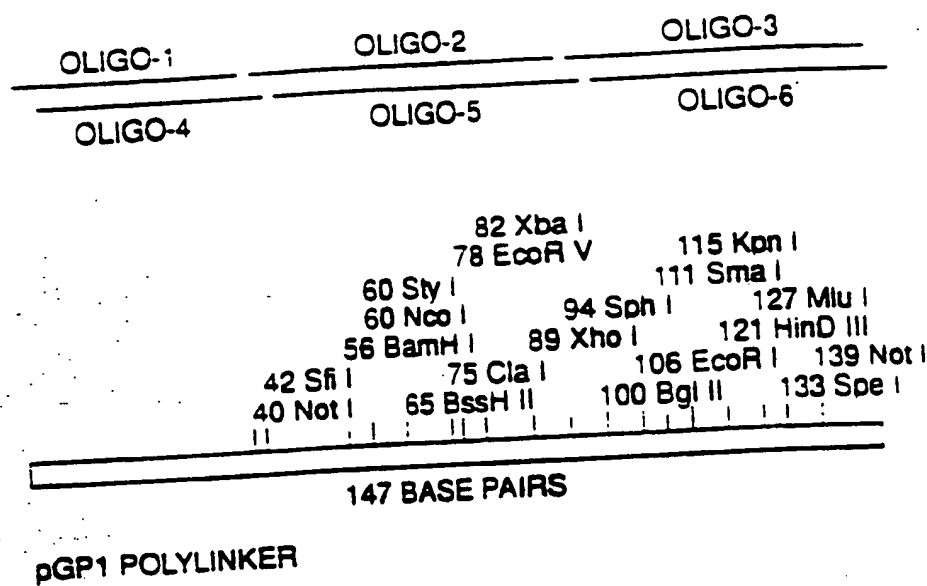 OLIGO-1 OLIGO-2 OLIGO-3
OLIGO-4 OLIGO-5 OLIGO-6
82 Xba I
78 EcoR V 115 Kpn I
60 Sty I 111 Sma I
60 Nco I 94 Sph I 127 Mlu I
56 BamH I 89 Xho I 121 HinD III
42 Sfi I 75 Cla I 106 EcoR I 139 Not I
40 Not I 65 BssH II 100 Bgl II 133 Spe I
147 BASE PAIRS
pGP1 POLYLINKER